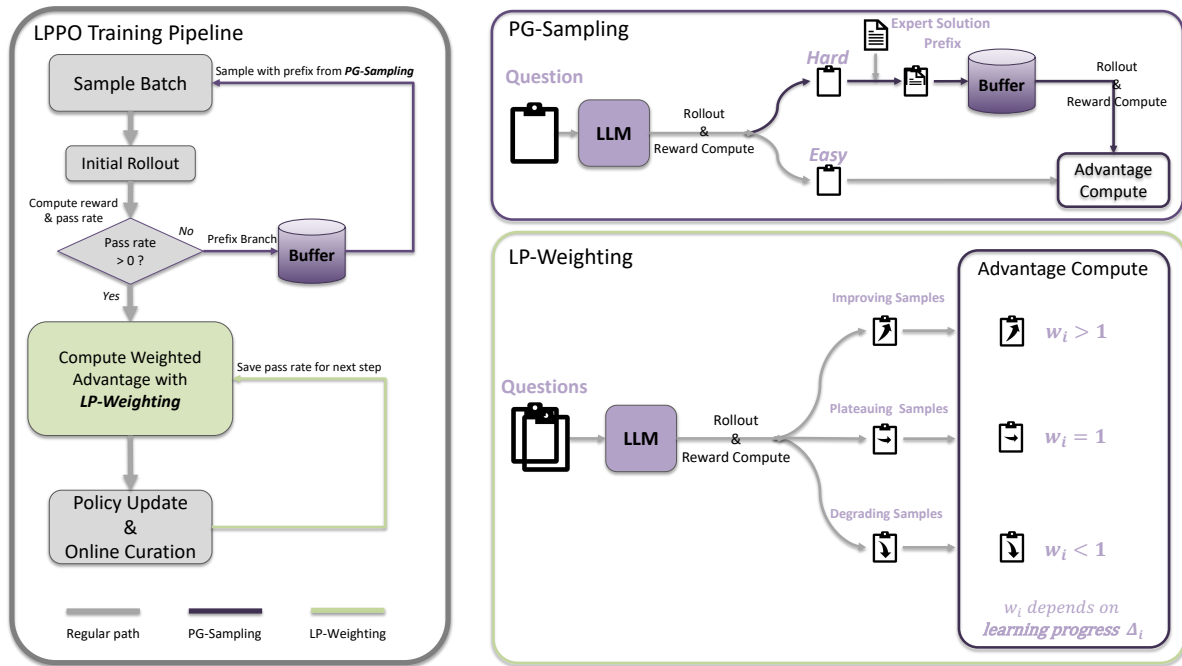 LPPO Training Pipeline
Sample Batch
Sample with prefix from PG-Sampling
Initial Rollout
Compute reward
& pass rate
Pass rate
> 0 ?
No
Prefix Branch
Buffer
Yes
Compute Weighted
Advantage with
LP-Weighting
Save pass rate for next step
Policy Update
&
Online Curation
Regular path
PG-Sampling
LP-Weighting
PG-Sampling
Question
LLM
Rollout
&
Reward Compute
Hard
Expert Solution
Prefix
Buffer
Rollout
&
Reward Compute
Easy
Advantage
Compute
LP-Weighting
Questions
LLM
Rollout
&
Reward Compute
Improving Samples
Plateauing Samples
Degrading Samples
Advantage Compute
w_i > 1
w_i = 1
w_i < 1
w_i depends on
learning progress Δ_i